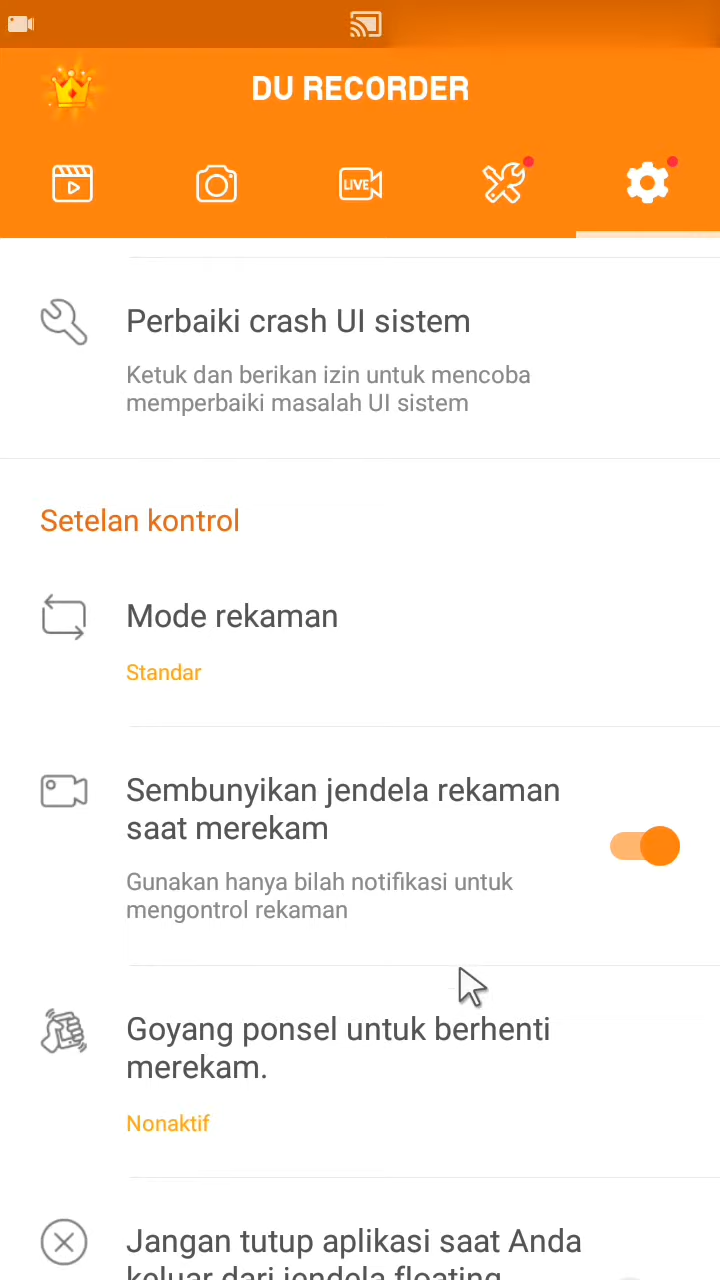 DU RECORDER
LIVE
Perbaiki crash UI sistem
Ketuk dan berikan izin untuk mencoba
memperbaiki masalah UI sistem
Setelan kontrol
Mode rekaman
Standar
Sembunyikan jendela rekaman
saat merekam
Gunakan hanya bilah notifikasi untuk
mengontrol rekaman
Goyang ponsel untuk berhenti
merekam.
Nonaktif
Jangan tutup aplikasi saat Anda
keluar dari jendela floating